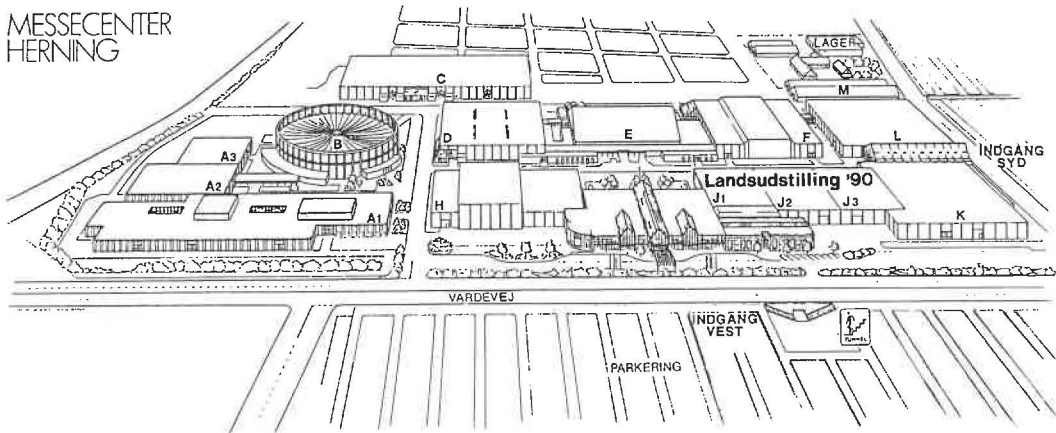 MESSECENTER
HERNING
LAGER
C
M
B
D
E
F
L
A3
INDGANG
SYD
A2
Landsudstilling '90
H
J1
J2
J3
A1
K
VARDEVEJ
INDGANG
VEST
TUNNEL
PARKERING